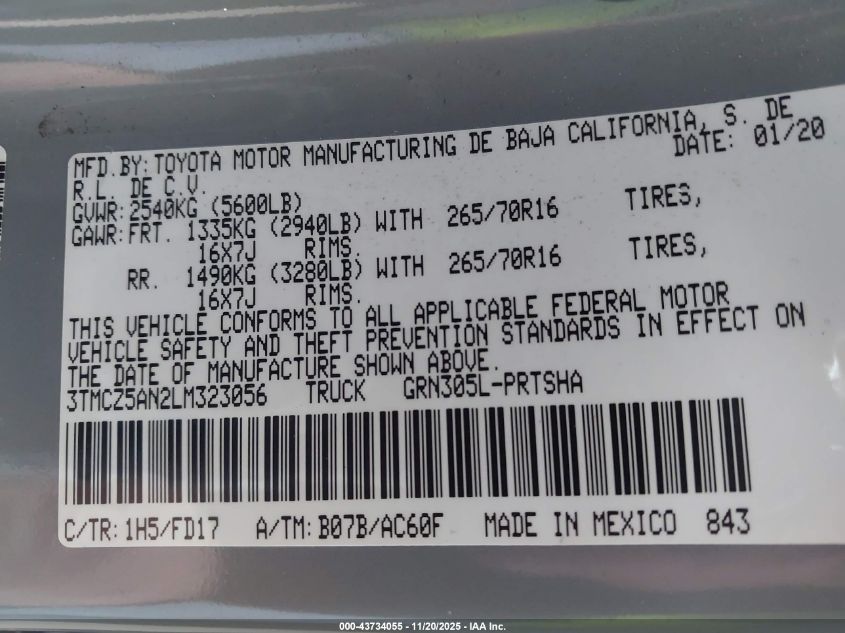 MFD.BY:TOYOTA MOTOR MANUFACTURING DE BAJA CALIFORNIA, S. DE
R.L. DE C.V. DATE: 01/20
GVWR:2540KG (5600LB)
GAWR:FRT. 1335KG (2940LB) WITH 265/70R16 TIRES,
16X7J RIMS.
RR. 1490KG (3280LB) WITH 265/70R16 TIRES,
16X7J RIMS.
THIS VEHICLE CONFORMS TO ALL APPLICABLE FEDERAL MOTOR
VEHICLE SAFETY AND THEFT PREVENTION STANDARDS IN EFFECT ON
THE DATE OF MANUFACTURE SHOWN ABOVE.
3TMCZ5AN2LM323056 TRUCK GRN305L-PRTSHA
C/TR:1H5/FD17 A/TM:B07B/AC60F MADE IN MEXICO 843
000-43734055 - 11/20/2025 - IAA Inc.